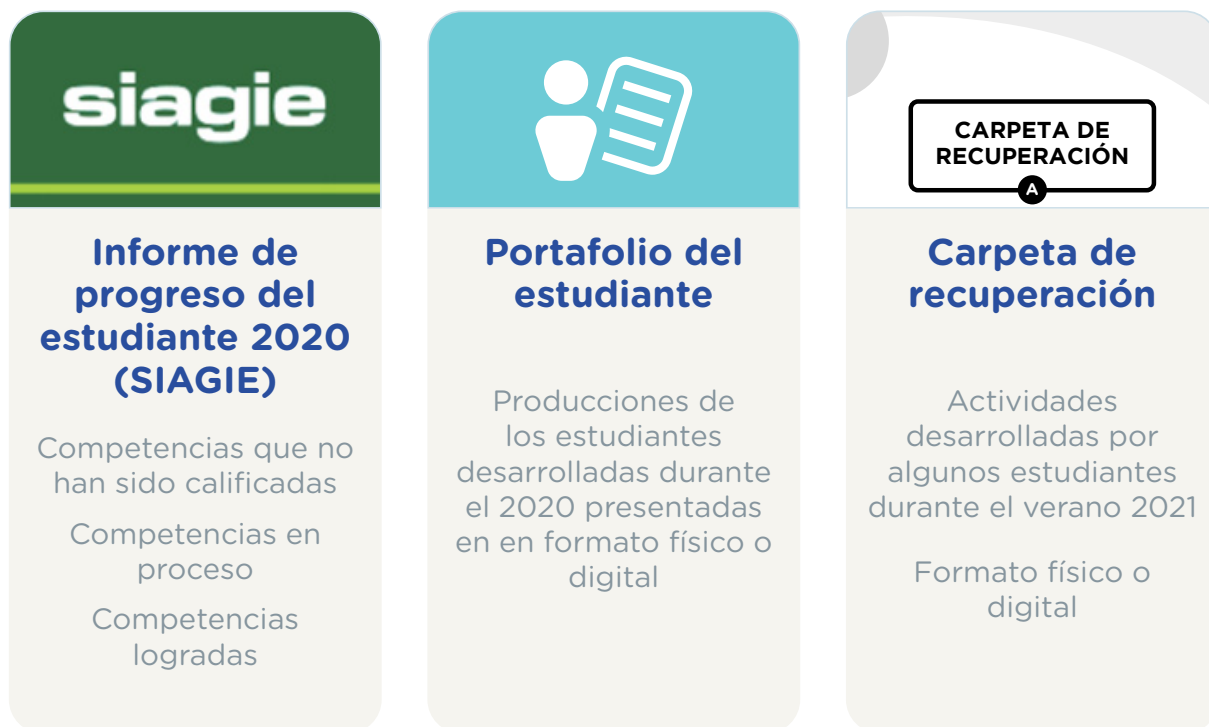 siagie
Informe de
progreso del
estudiante 2020
(SIAGIE)
Competencias que no
han sido calificadas
Competencias en
proceso
Competencias
logradas
Portafolio del
estudiante
Producciones de
los estudiantes
desarrolladas durante
el 2020 presentadas
en en formato físico o
digital
CARPETA DE
RECUPERACIÓN
A
Carpeta de
recuperación
Actividades
desarrolladas por
algunos estudiantes
durante el verano 2021
Formato físico o
digital